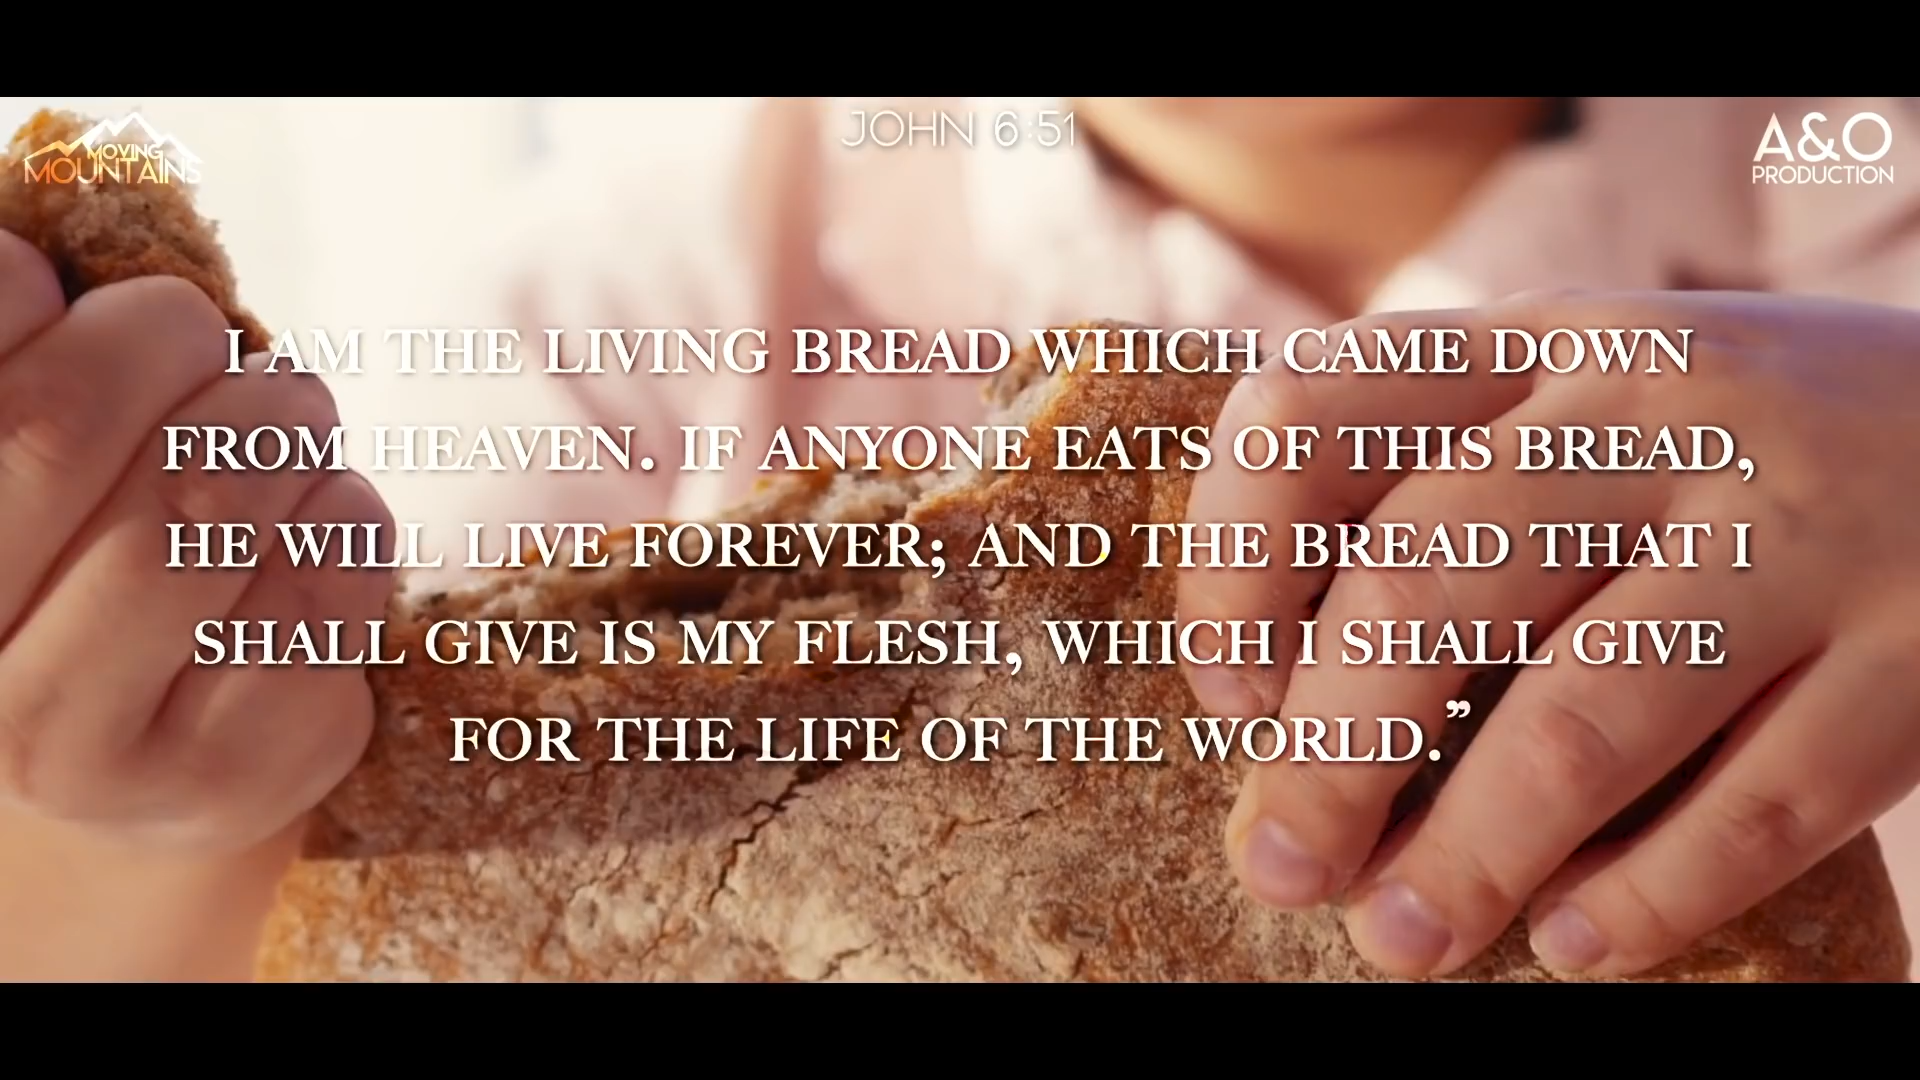 MOVING
MOUNTAINS
JOHN 6:51
A&O
PRODUCTION
I AM THE LIVING BREAD WHICH CAME DOWN
FROM HEAVEN. IF ANYONE EATS OF THIS BREAD,
HE WILL LIVE FOREVER; AND THE BREAD THAT I
SHALL GIVE IS MY FLESH, WHICH I SHALL GIVE
FOR THE LIFE OF THE WORLD.”